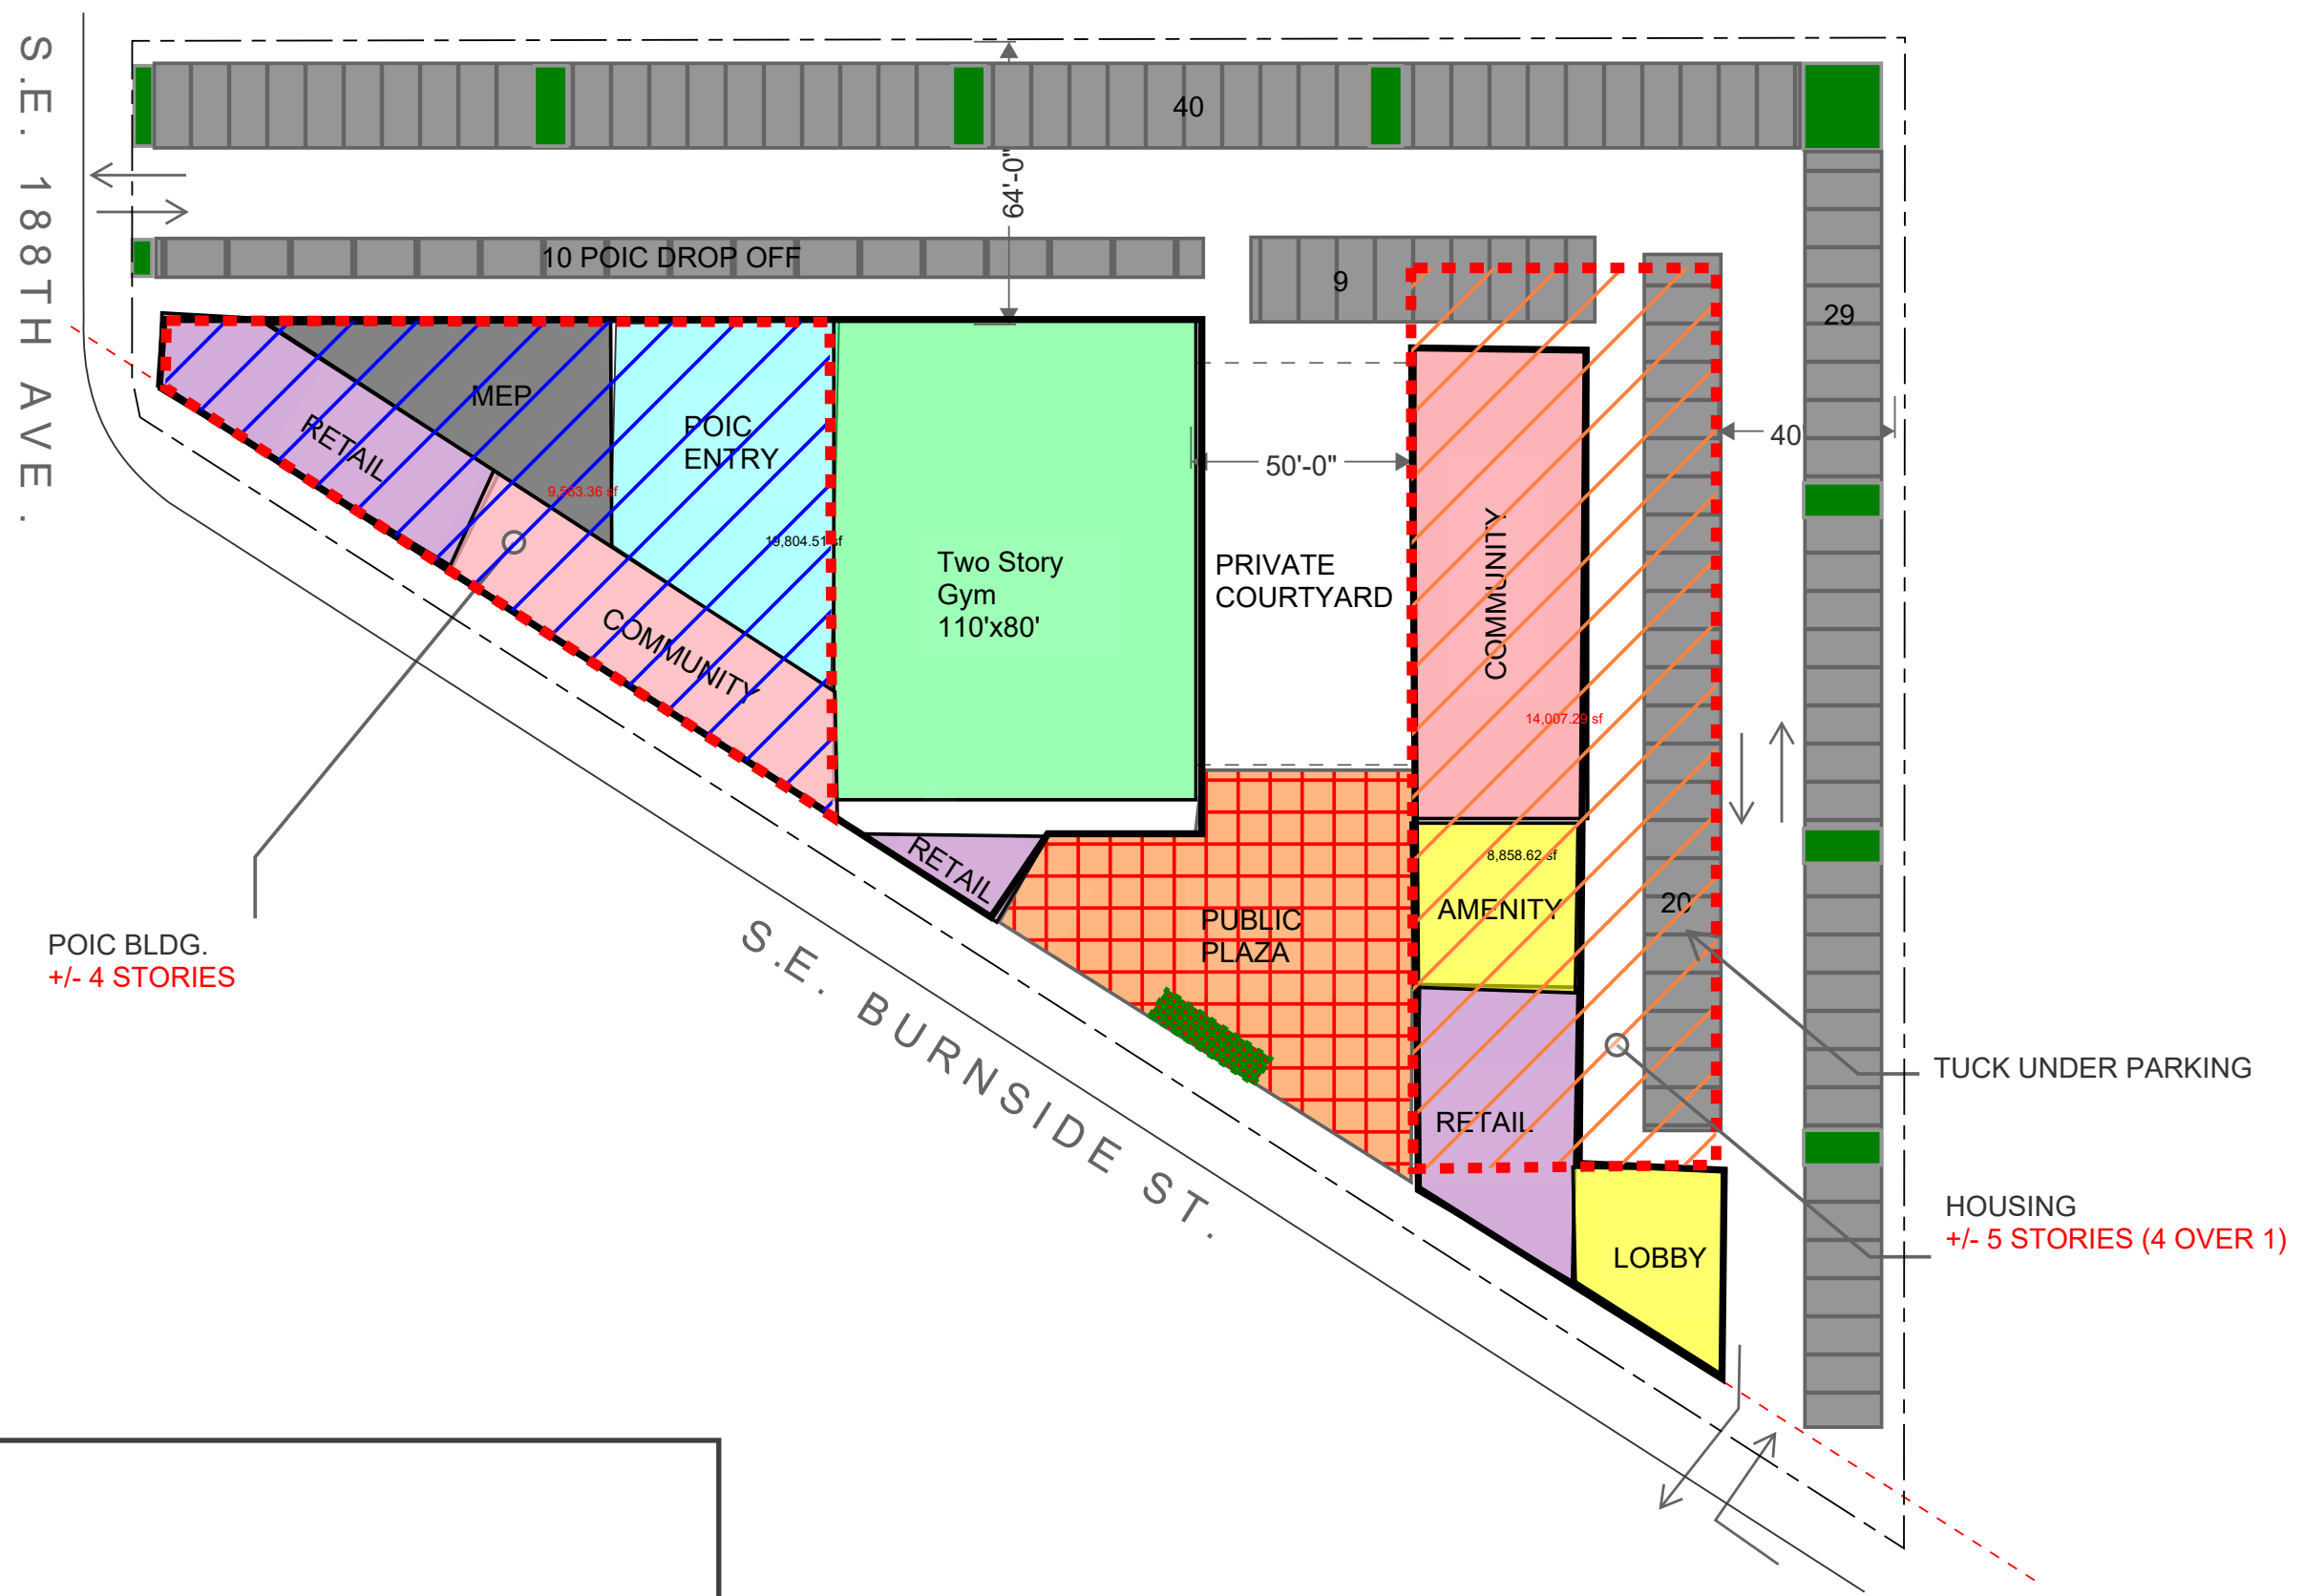 S.E. 188TH AVE.
40
64'-0"
10 POIC DROP OFF
9
29
MEP
POIC
ENTRY
RETAIL
40'
50'-0"
9,563.36 sf
19,804.51 sf
Two Story
Gym
110'x80'
PRIVATE
COURTYARD
COMMUNITY
COMMUNITY
14,007.29 sf
8,858.62 sf
RETAIL
AMENITY
20
PUBLIC
PLAZA
POIC BLDG.
+/- 4 STORIES
S.E. BURNSIDE ST.
RETAIL
TUCK UNDER PARKING
HOUSING
+/- 5 STORIES (4 OVER 1)
LOBBY